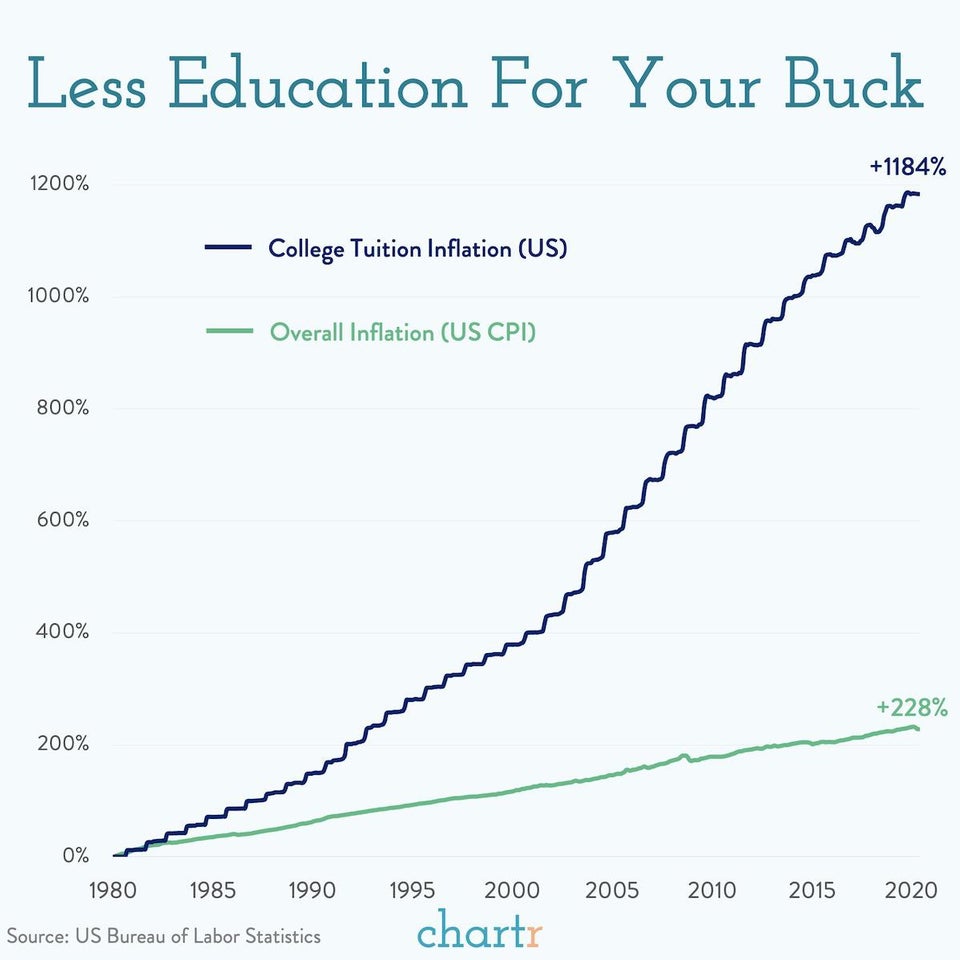 Less Education For Your Buck
+1184%
1200%
College Tuition Inflation (US)
1000%
Overall Inflation (US CPI)
800%
600%
400%
+228%
200%
0%
1980 1985 1990 1995 2000 2005 2010 2015 2020
Source: US Bureau of Labor Statistics
chartr